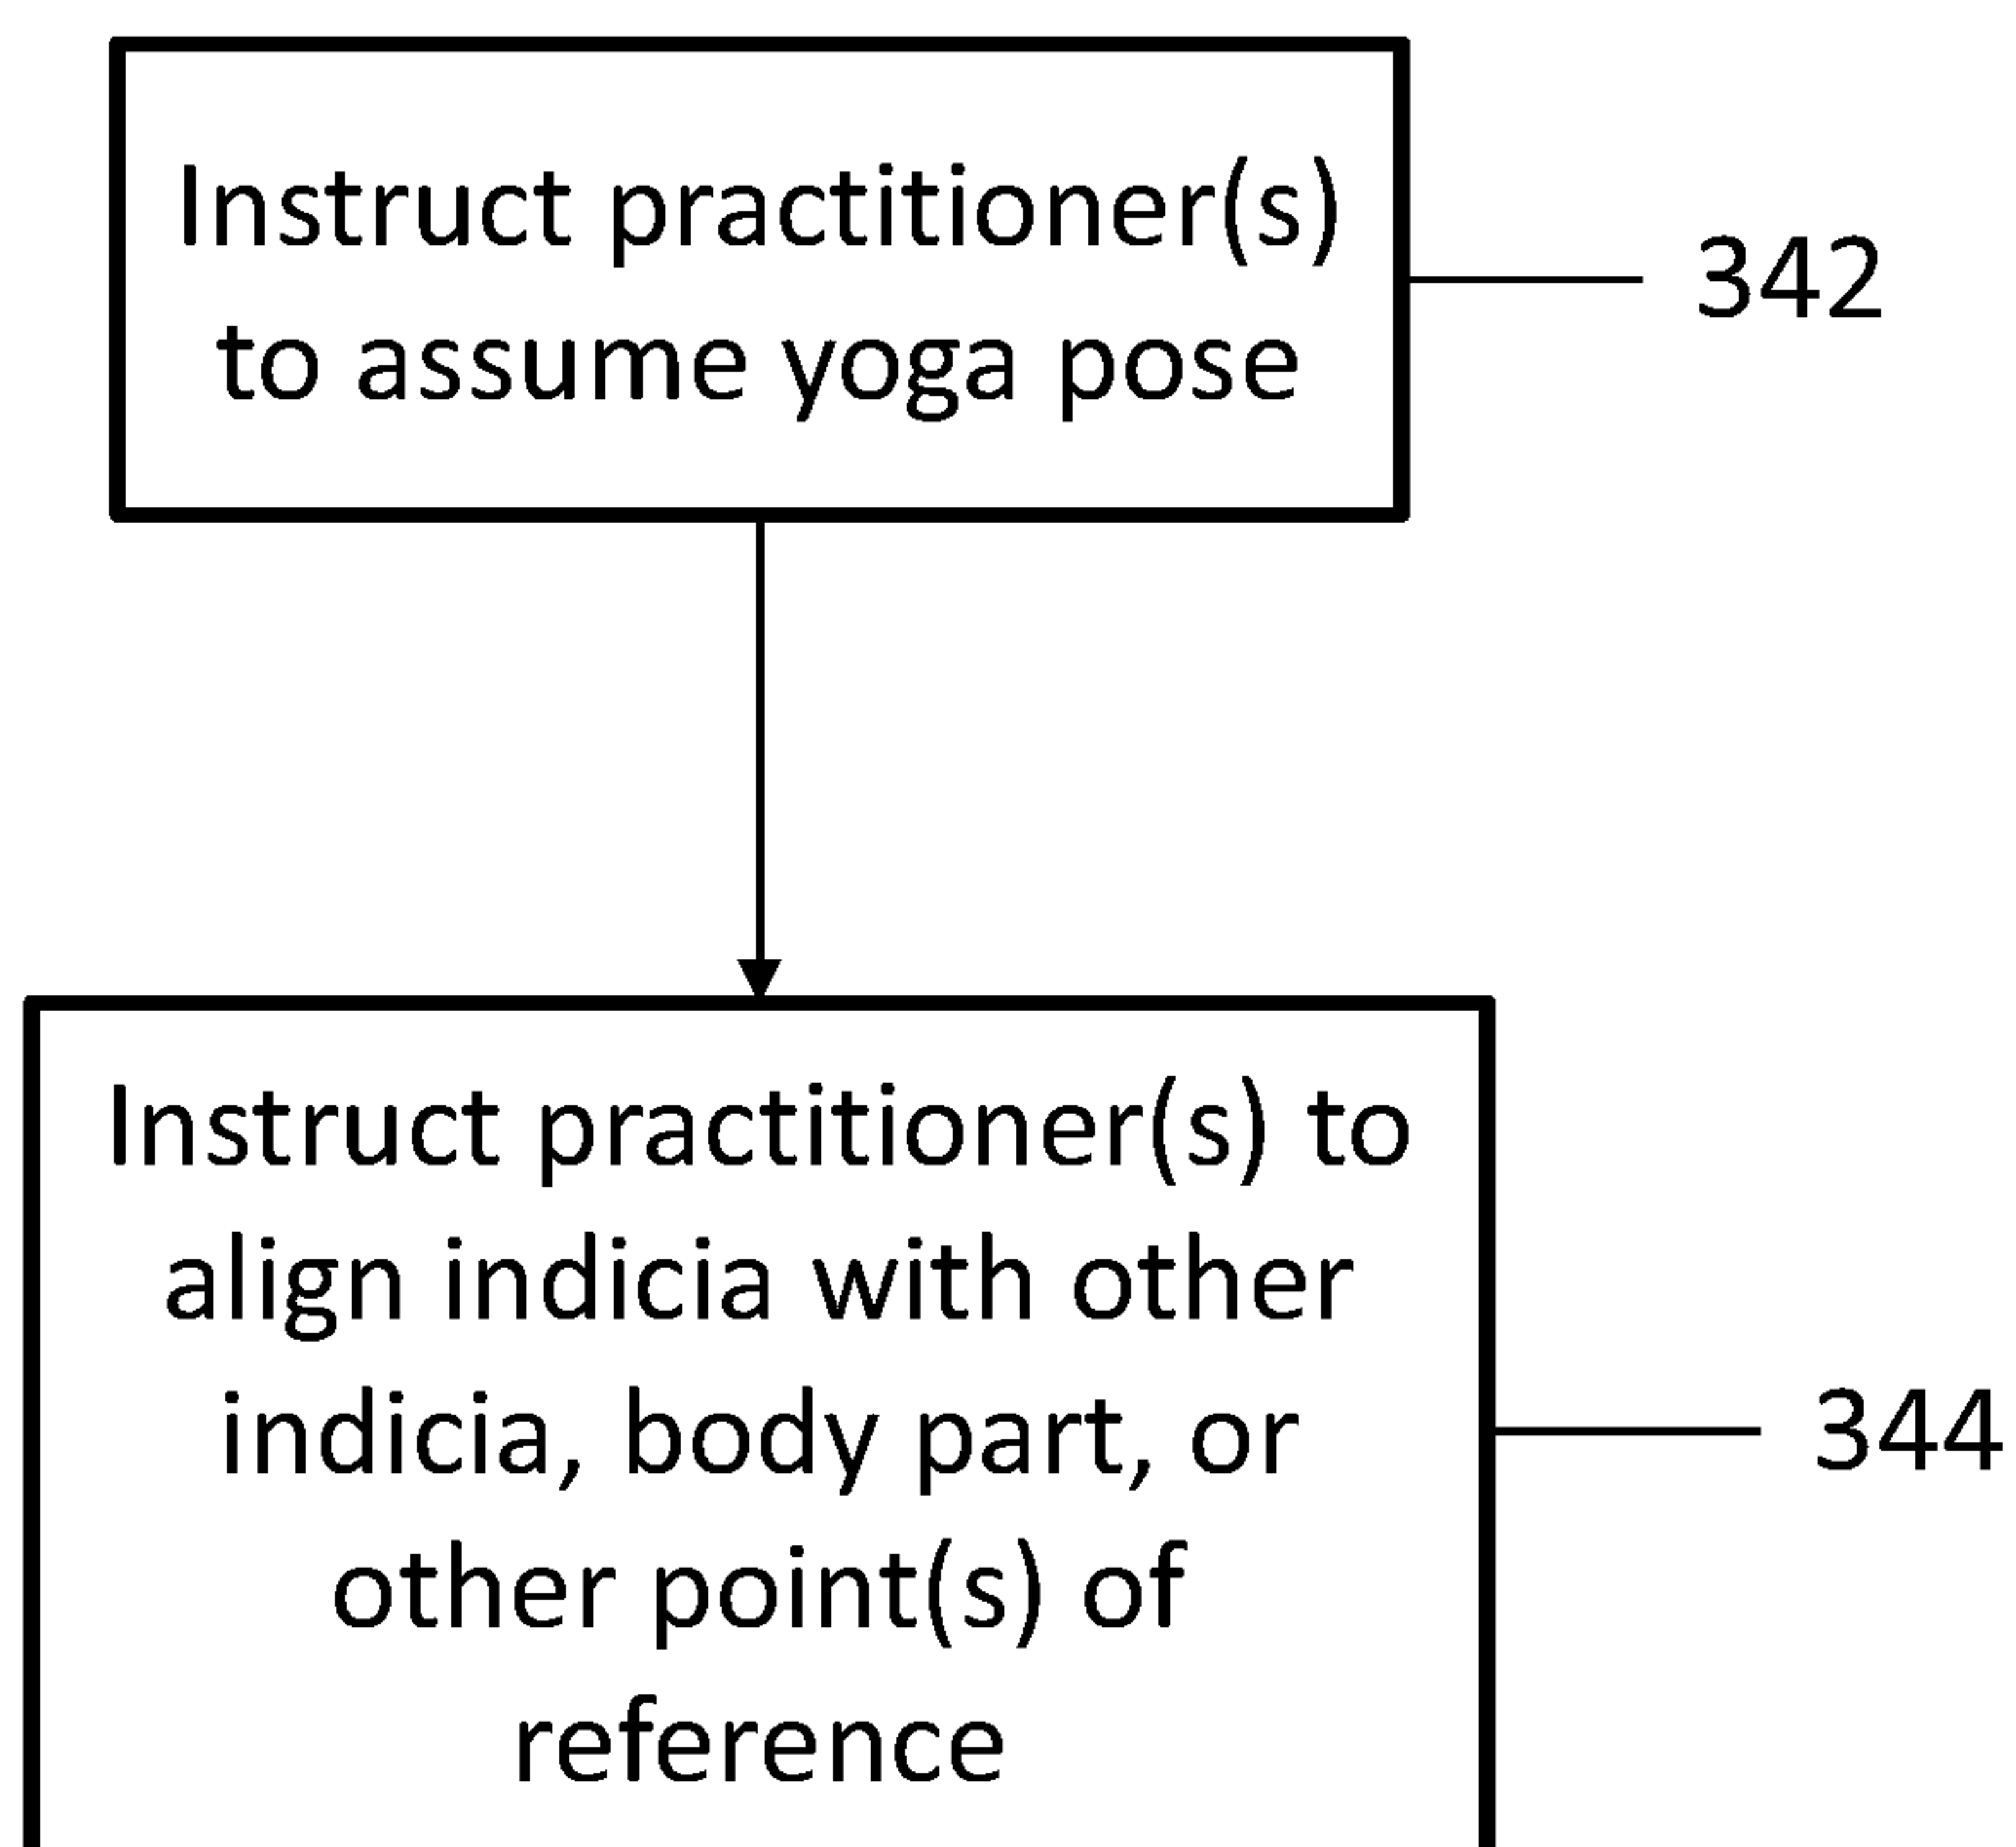 Instruct practitioner(s)
to assume yoga pose
342
Instruct practitioner(s) to
align indicia with other
indicia, body part, or
other point(s) of
reference
344